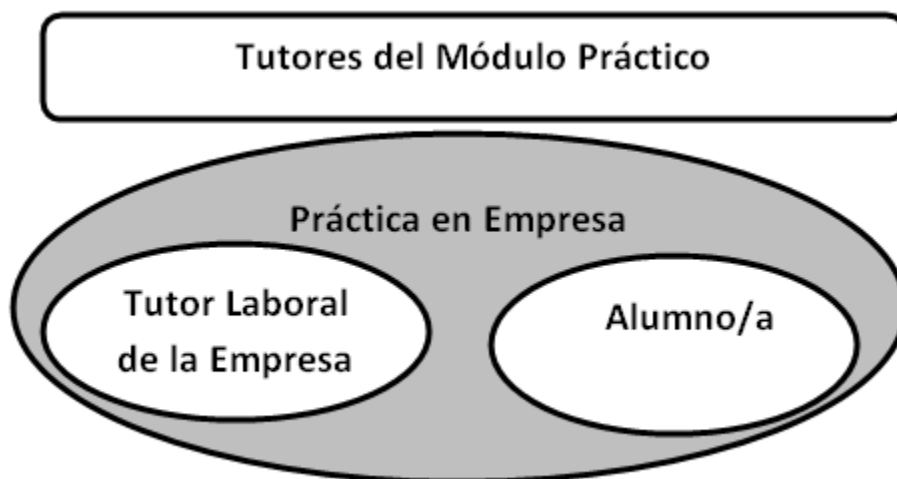 Tutores del Módulo Práctico
Práctica en Empresa
Tutor Laboral
de la Empresa
Alumno/a